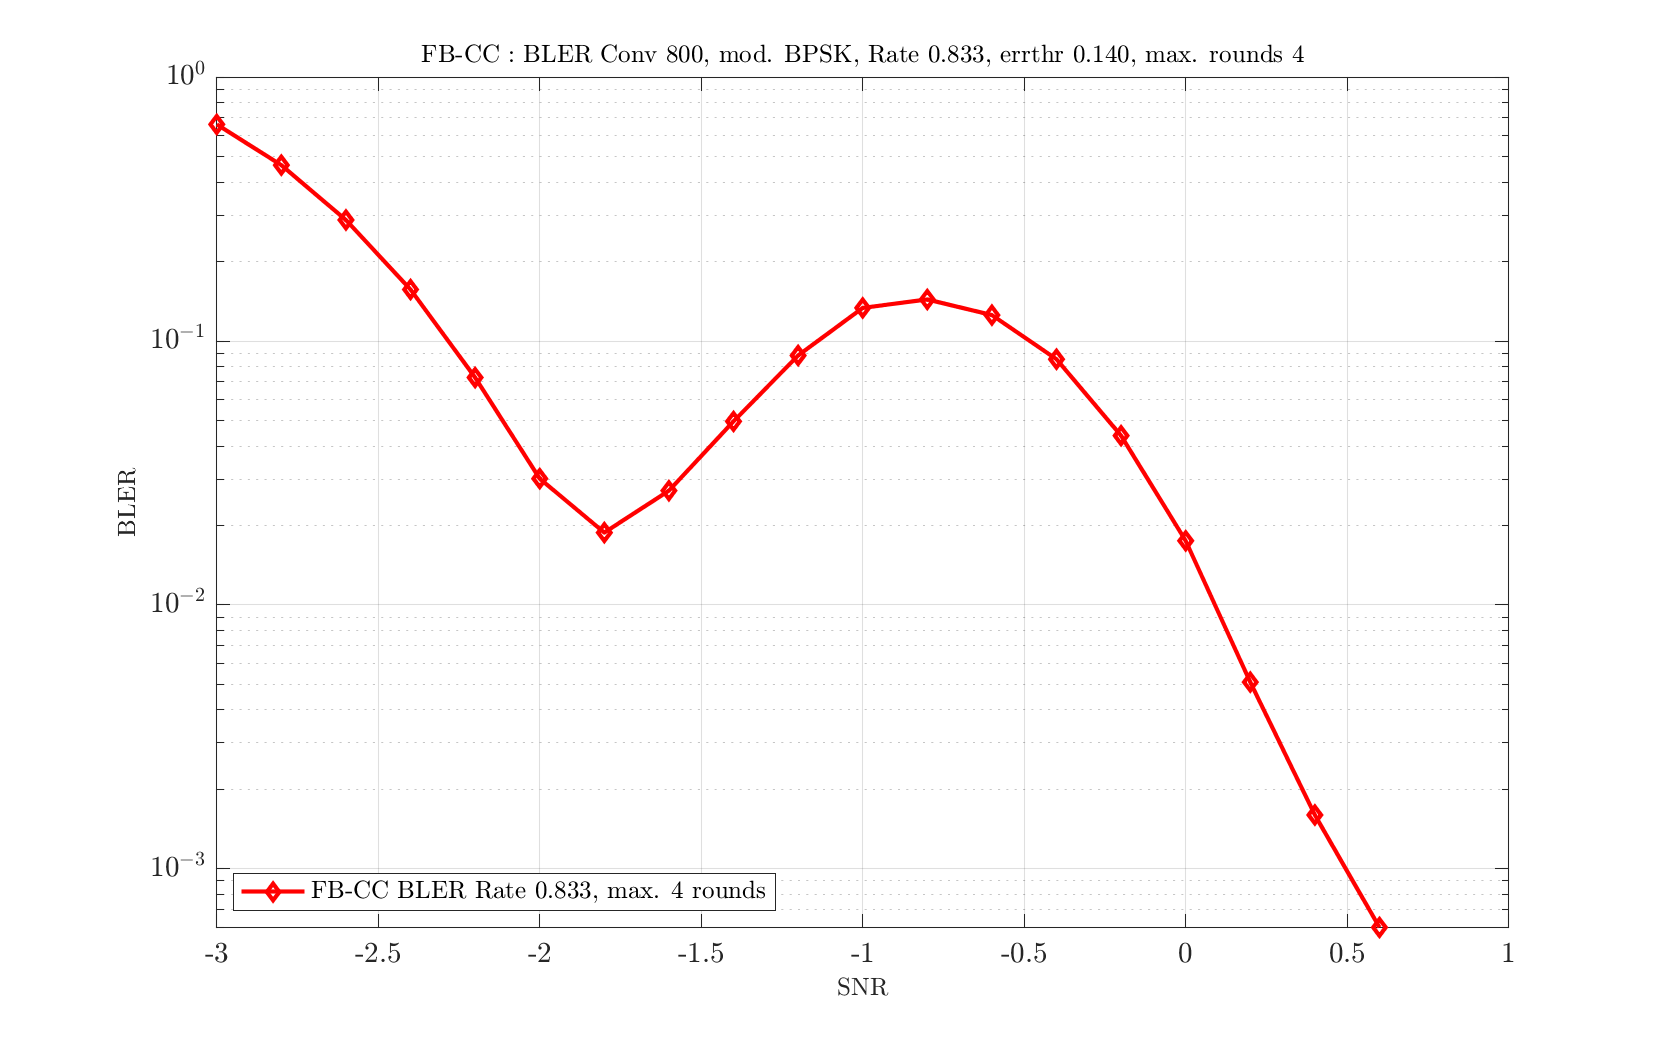 FB-CC : BLER Conv 800, mod. BPSK, Rate 0.833, errthr 0.140, max. rounds 4
10^0
10^{-1}
10^{-2}
10^{-3}
BLER
FB-CC BLER Rate 0.833, max. 4 rounds
-3 -2.5 -2 -1.5 -1 -0.5 0 0.5 1
SNR